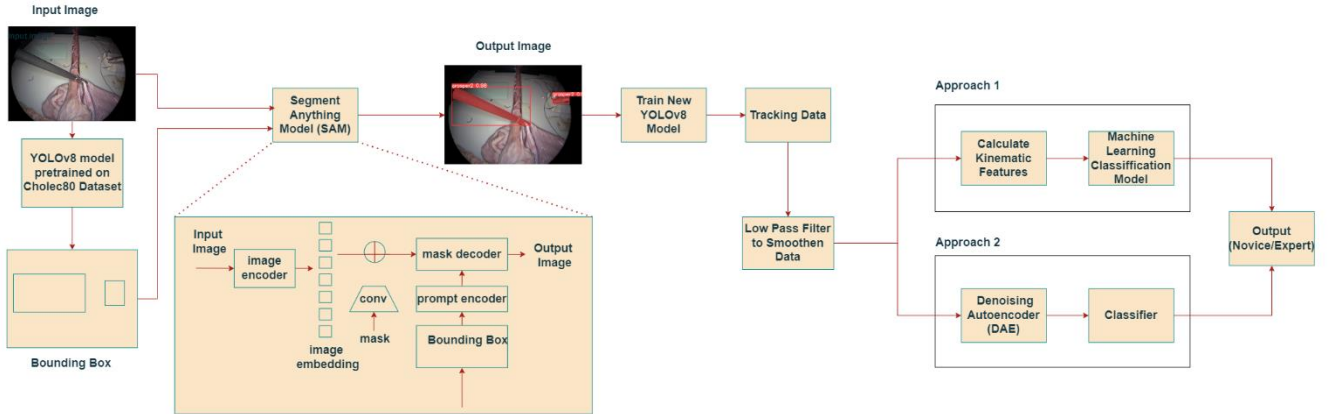 Input Image
YOLOv8 model
pretrained on
Cholec80 Dataset
Bounding Box
Segment
Anything
Model (SAM)
Output Image
Train New
YOLOv8
Model
Tracking Data
Low Pass Filter
to Smoothen
Data
Input
Image
image
encoder
image
embedding
conv
mask
mask decoder
prompt encoder
Bounding Box
Output
Image
Approach 1
Calculate
Kinematic
Features
Machine
Learning
Classiffication
Model
Approach 2
Denoising
Autoencoder
(DAE)
Classifier
Output
(Novice/Expert)